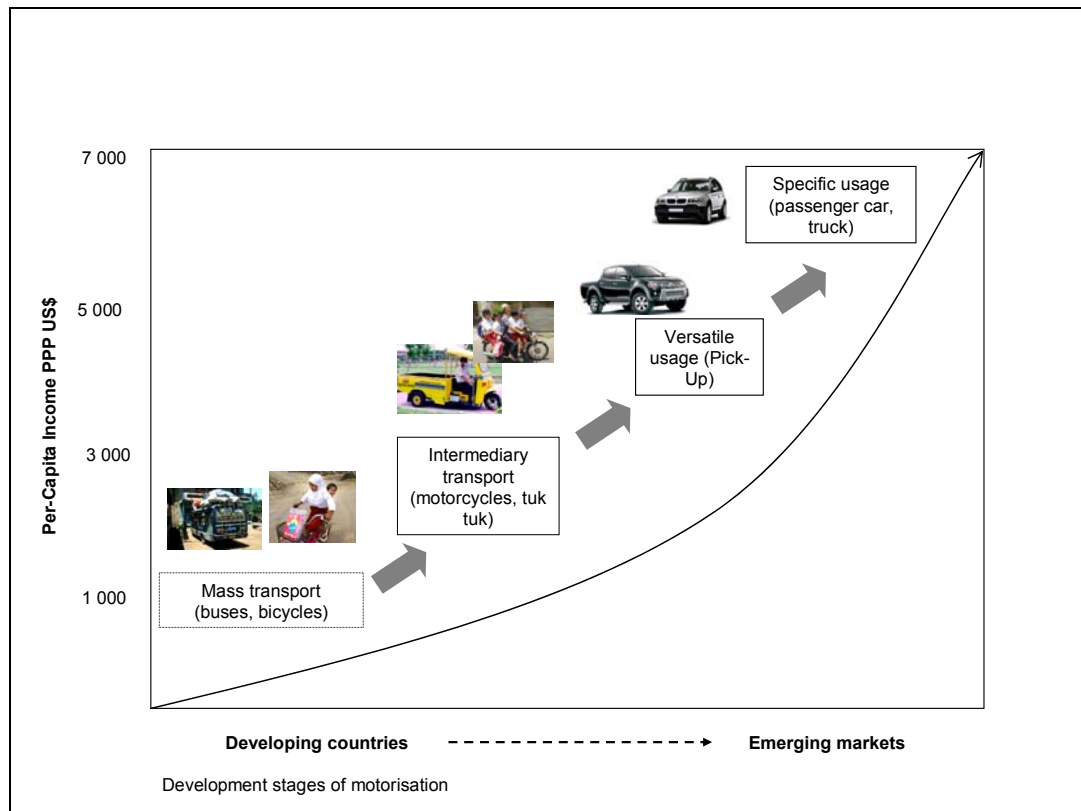 7 000
5 000
3 000
1 000
Per-Capita Income PPP US$
Specific usage
(passenger car,
truck)
Versatile
usage (Pick-
Up)
Intermediary
transport
(motorcycles, tuk
tuk)
Mass transport
(buses, bicycles)
Developing countries
Emerging markets
Development stages of motorisation